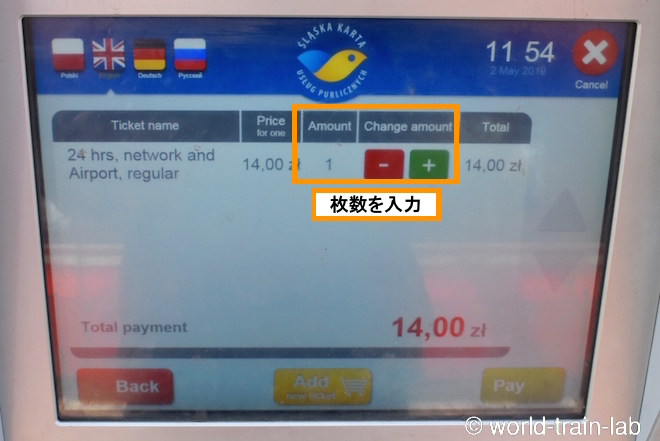 ŚLĄSKA KARTA
USŁUG PUBLICZNYCH
Polski
English
Deutsch
Русский
11 54
2 May 2019
Cancel
Ticket name
Price
for one
Amount
Change amount
Total
24 hrs, network and
Airport, regular
14,00 zł
1
-
+
14,00 zł
枚数を入力
Total payment
14,00 zł
Back
Add
new ticket
Pay
© world-train-lab